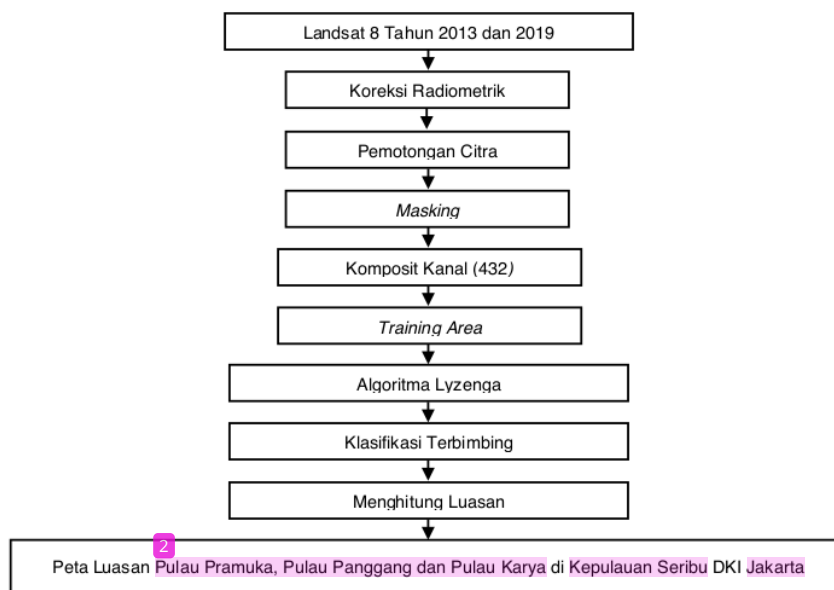 Landsat 8 Tahun 2013 dan 2019
Koreksi Radiometrik
Pemotongan Citra
Masking
Komposit Kanal (432)
Training Area
Algoritma Lyzenga
Klasifikasi Terbimbing
Menghitung Luasan
2
Peta Luasan Pulau Pramuka, Pulau Panggang dan Pulau Karya di Kepulauan Seribu DKI Jakarta